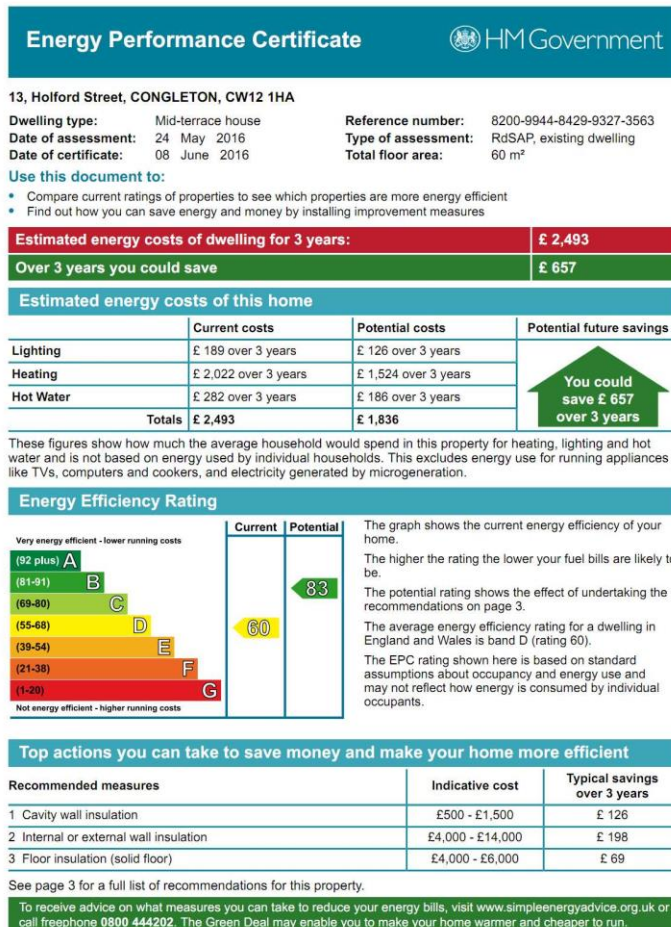 Energy Performance Certificate
HM Government
13, Holford Street, CONGLETON, CW12 1HA
Dwelling type: Mid-terrace house
Date of assessment: 24 May 2016
Date of certificate: 08 June 2016
Reference number: 8200-9944-8429-9327-3563
Type of assessment: RdSAP, existing dwelling
Total floor area: 60 m²
Use this document to:
• Compare current ratings of properties to see which properties are more energy efficient
• Find out how you can save energy and money by installing improvement measures
Estimated energy costs of dwelling for 3 years: £ 2,493
Over 3 years you could save £ 657
Estimated energy costs of this home
Current costs Potential costs Potential future savings
Lighting £ 189 over 3 years £ 126 over 3 years
Heating £ 2,022 over 3 years £ 1,524 over 3 years
Hot Water £ 282 over 3 years £ 186 over 3 years
Totals £ 2,493 £ 1,836
You could
save £ 657
over 3 years
These figures show how much the average household would spend in this property for heating, lighting and hot
water and is not based on energy used by individual households. This excludes energy use for running appliances
like TVs, computers and cookers, and electricity generated by microgeneration.
Energy Efficiency Rating
Current Potential
Very energy efficient - lower running costs
(92 plus) A
(81-91) B
(69-80) C
(55-68) D
(39-54) E
(21-38) F
(1-20) G
Not energy efficient - higher running costs
60
83
The graph shows the current energy efficiency of your
home.
The higher the rating the lower your fuel bills are likely to
be.
The potential rating shows the effect of undertaking the
recommendations on page 3.
The average energy efficiency rating for a dwelling in
England and Wales is band D (rating 60).
The EPC rating shown here is based on standard
assumptions about occupancy and energy use and
may not reflect how energy is consumed by individual
occupants.
Top actions you can take to save money and make your home more efficient
Recommended measures Indicative cost Typical savings
over 3 years
1 Cavity wall insulation £500 - £1,500 £ 126
2 Internal or external wall insulation £4,000 - £14,000 £ 198
3 Floor insulation (solid floor) £4,000 - £6,000 £ 69
See page 3 for a full list of recommendations for this property.
To receive advice on what measures you can take to reduce your energy bills, visit www.simpleenergyadvice.org.uk or
call freephone 0800 444202. The Green Deal may enable you to make your home warmer and cheaper to run.